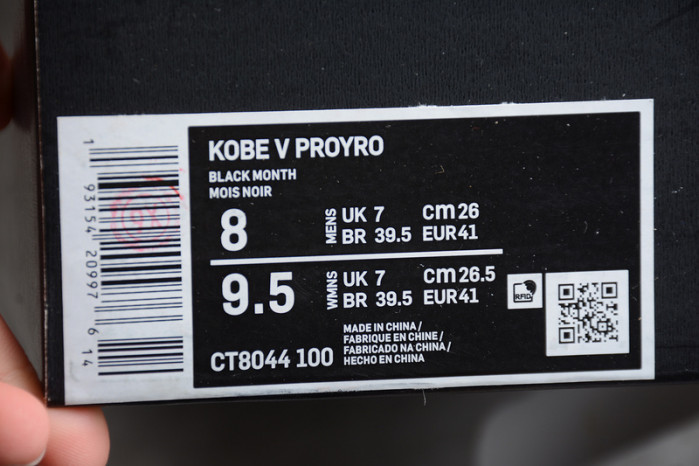 KOBE V PROYRO
BLACK MONTH
MOIS NOIR
8
MENS
UK 7 cm 26
BR 39.5 EUR41
9.5
WMNS
UK 7 cm 26.5
BR 39.5 EUR41
CT8044 100
MADE IN CHINA /
FABRIQUE EN CHINE /
FABRICADO NA CHINA /
HECHO EN CHINA
RFID
1 93154 20997 6 14